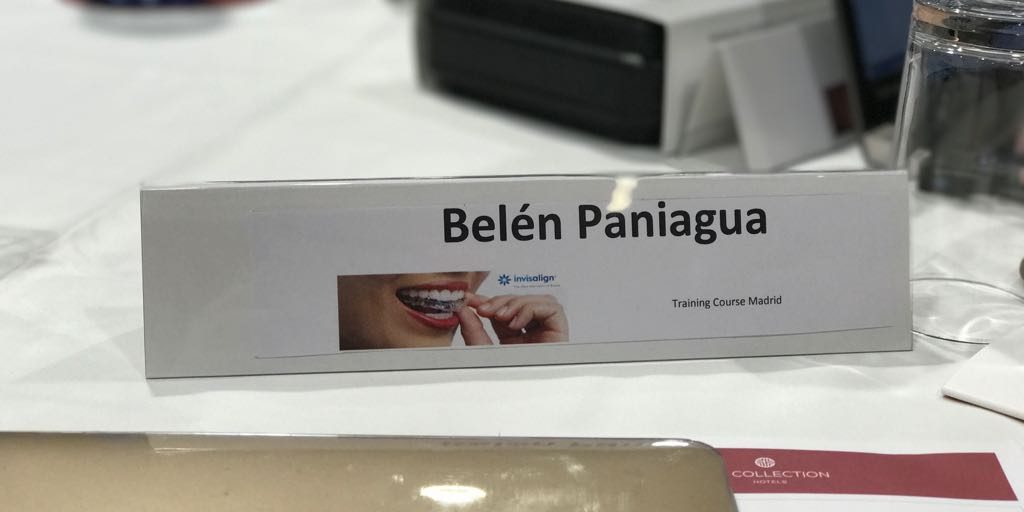 Belén Paniagua
invisalign
Training Course Madrid
COLLECTION
HOTELS